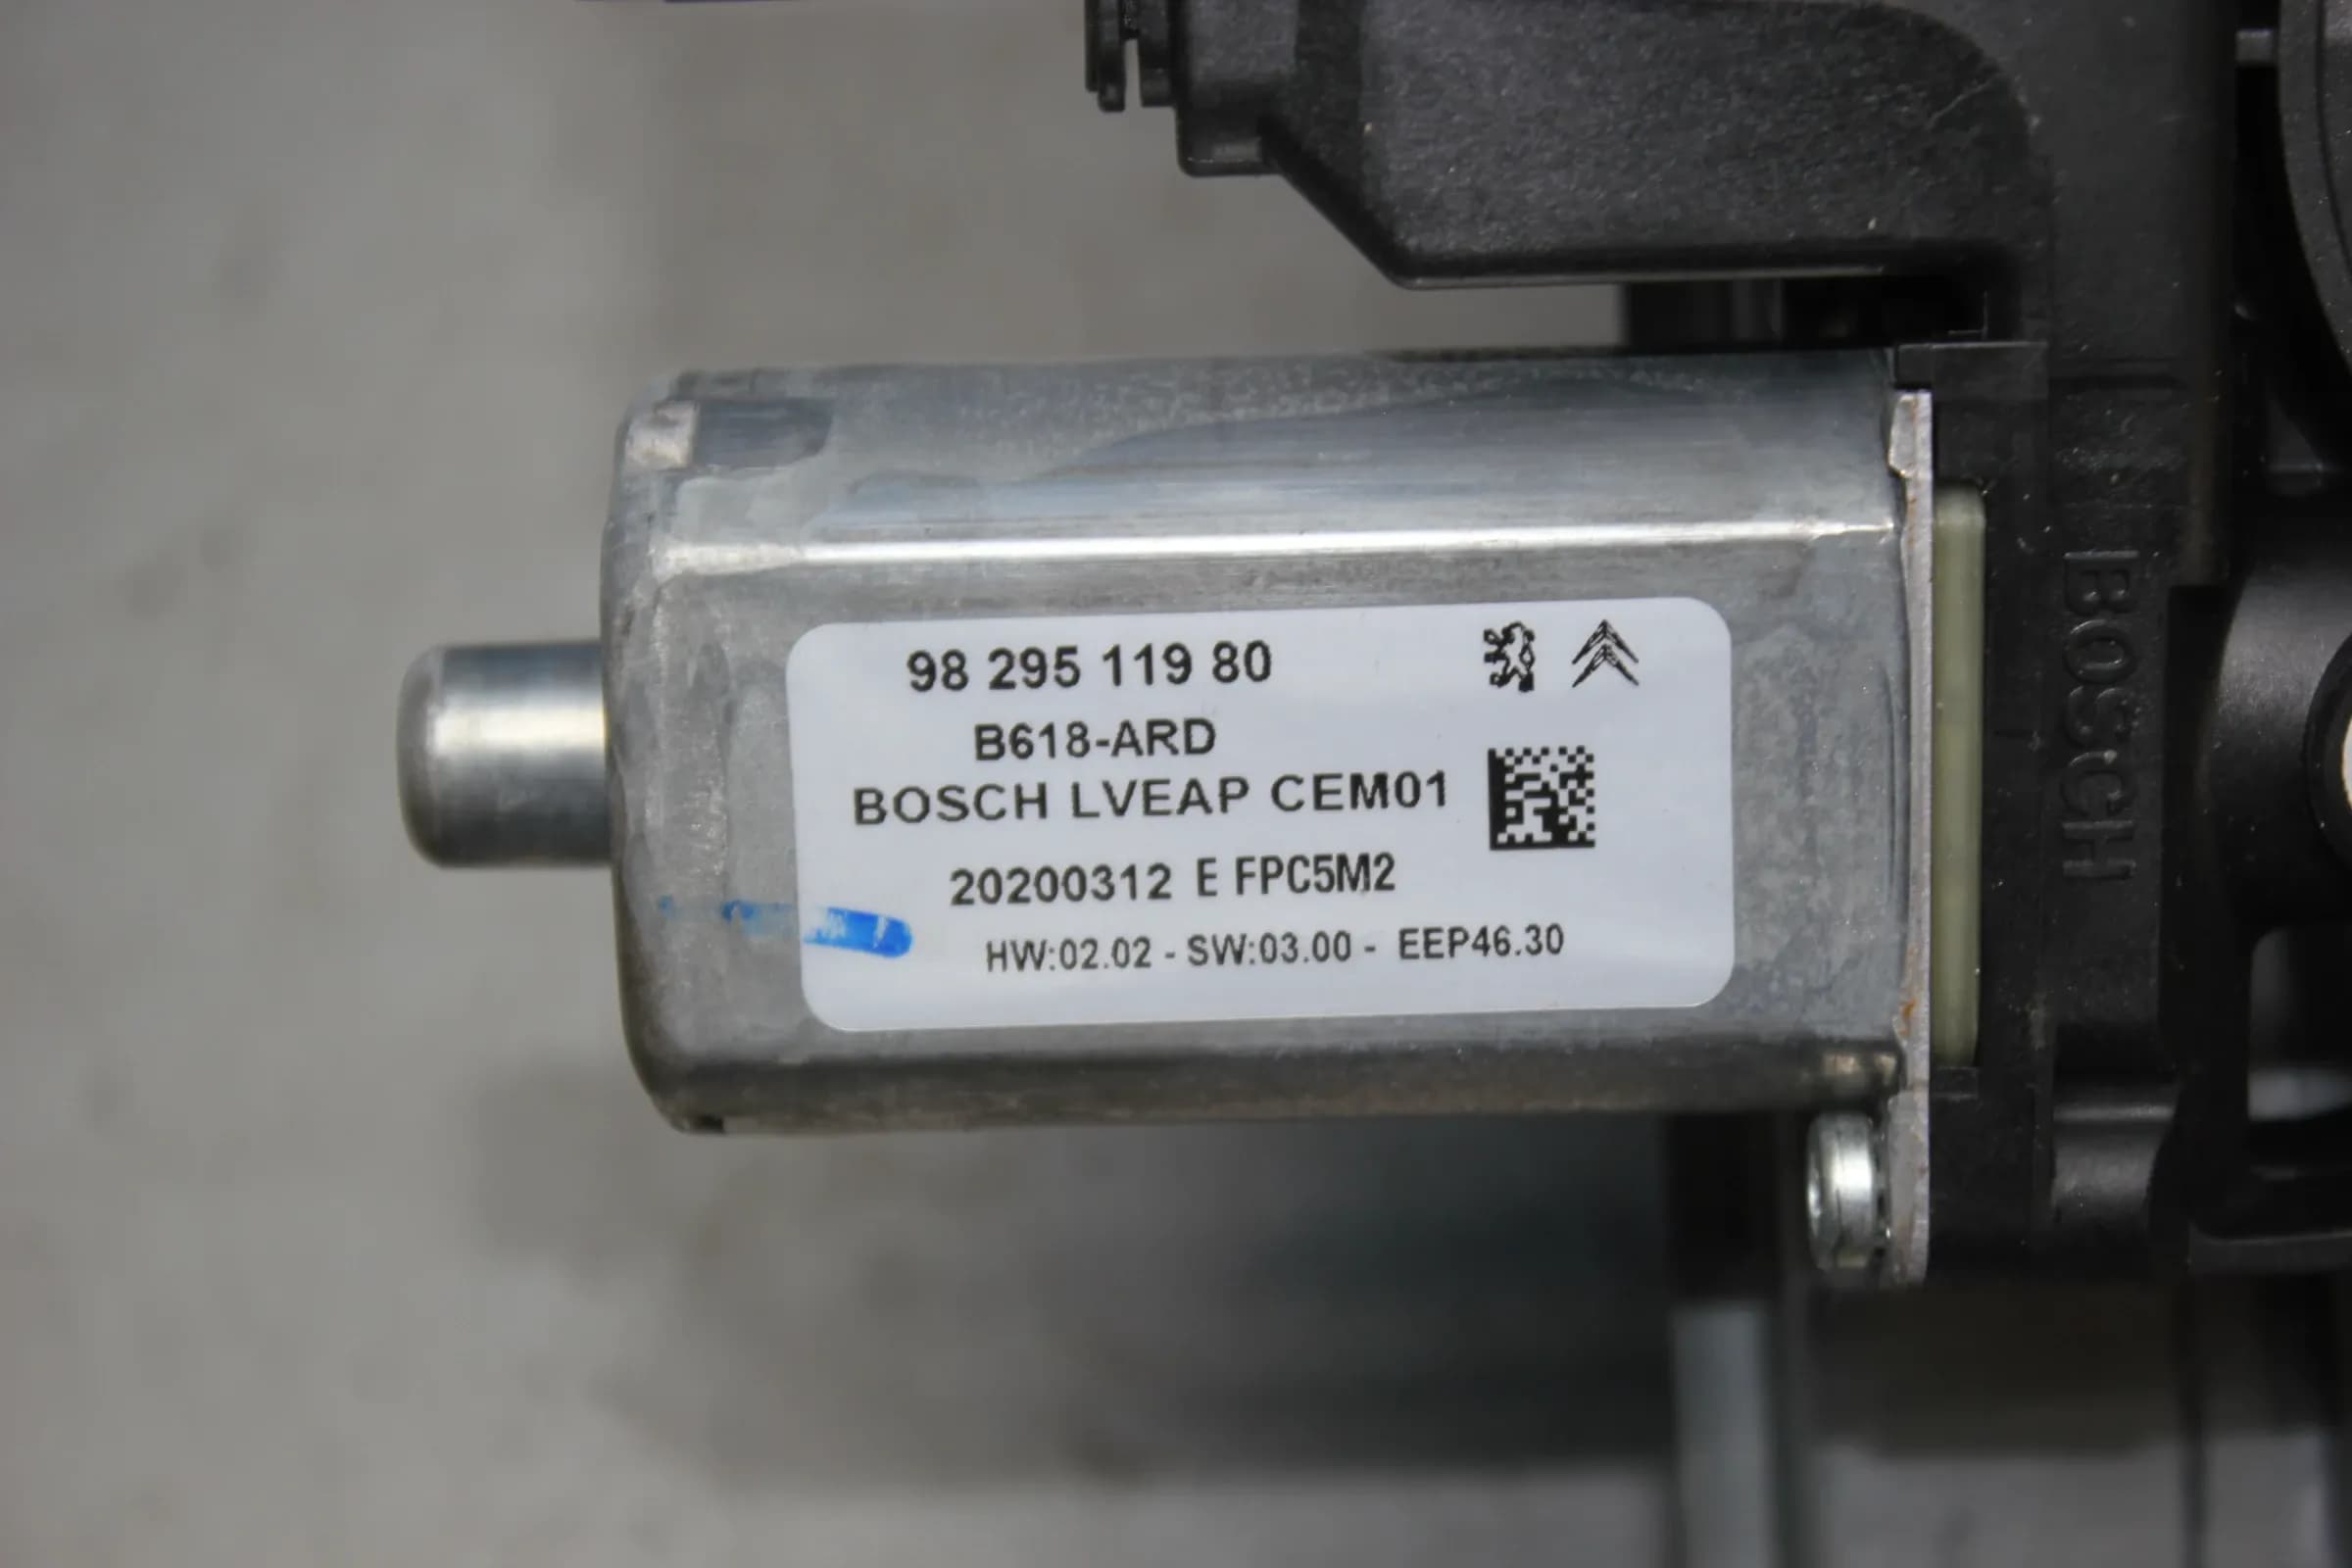 98 295 119 80
B618-ARD
BOSCH LVEAP CEM01
20200312 E FPC5M2
HW:02.02 - SW:03.00 - EEP46.30
BOSCH